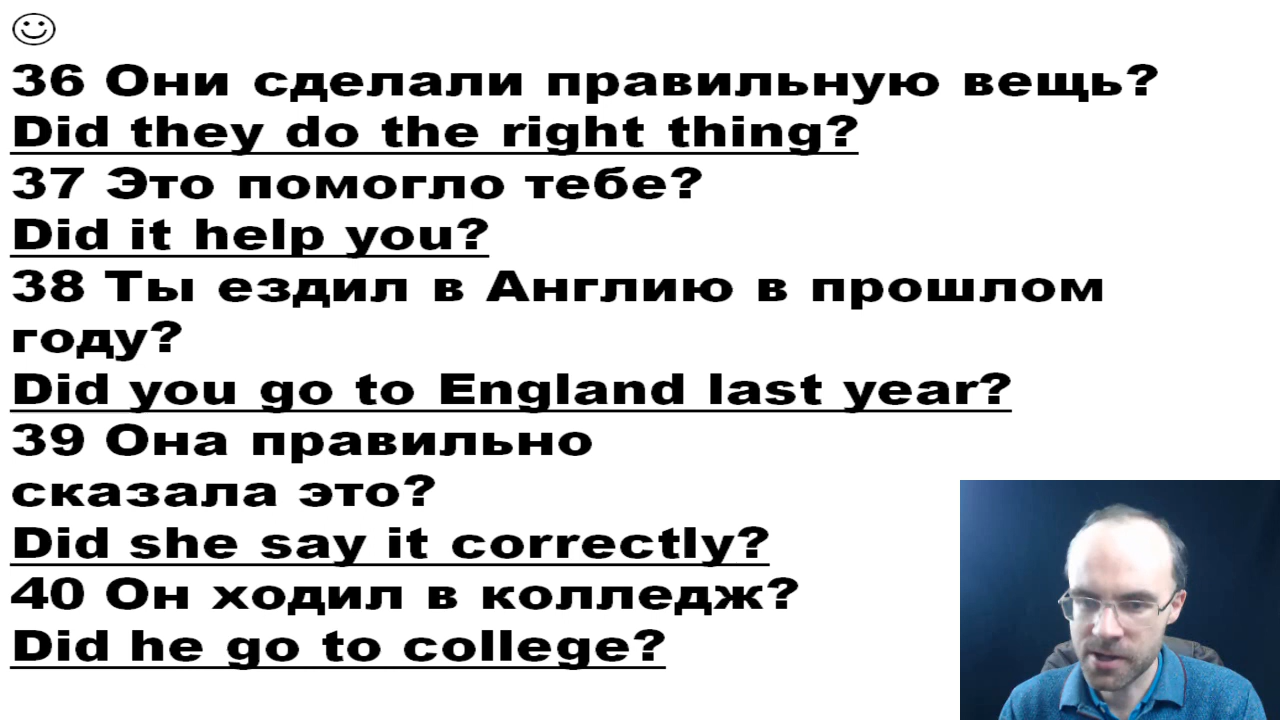 36 Они сделали правильную вещь?
Did they do the right thing?
37 Это помогло тебе?
Did it help you?
38 Ты ездил в Англию в прошлом
году?
Did you go to England last year?
39 Она правильно
сказала это?
Did she say it correctly?
40 Он ходил в колледж?
Did he go to college?